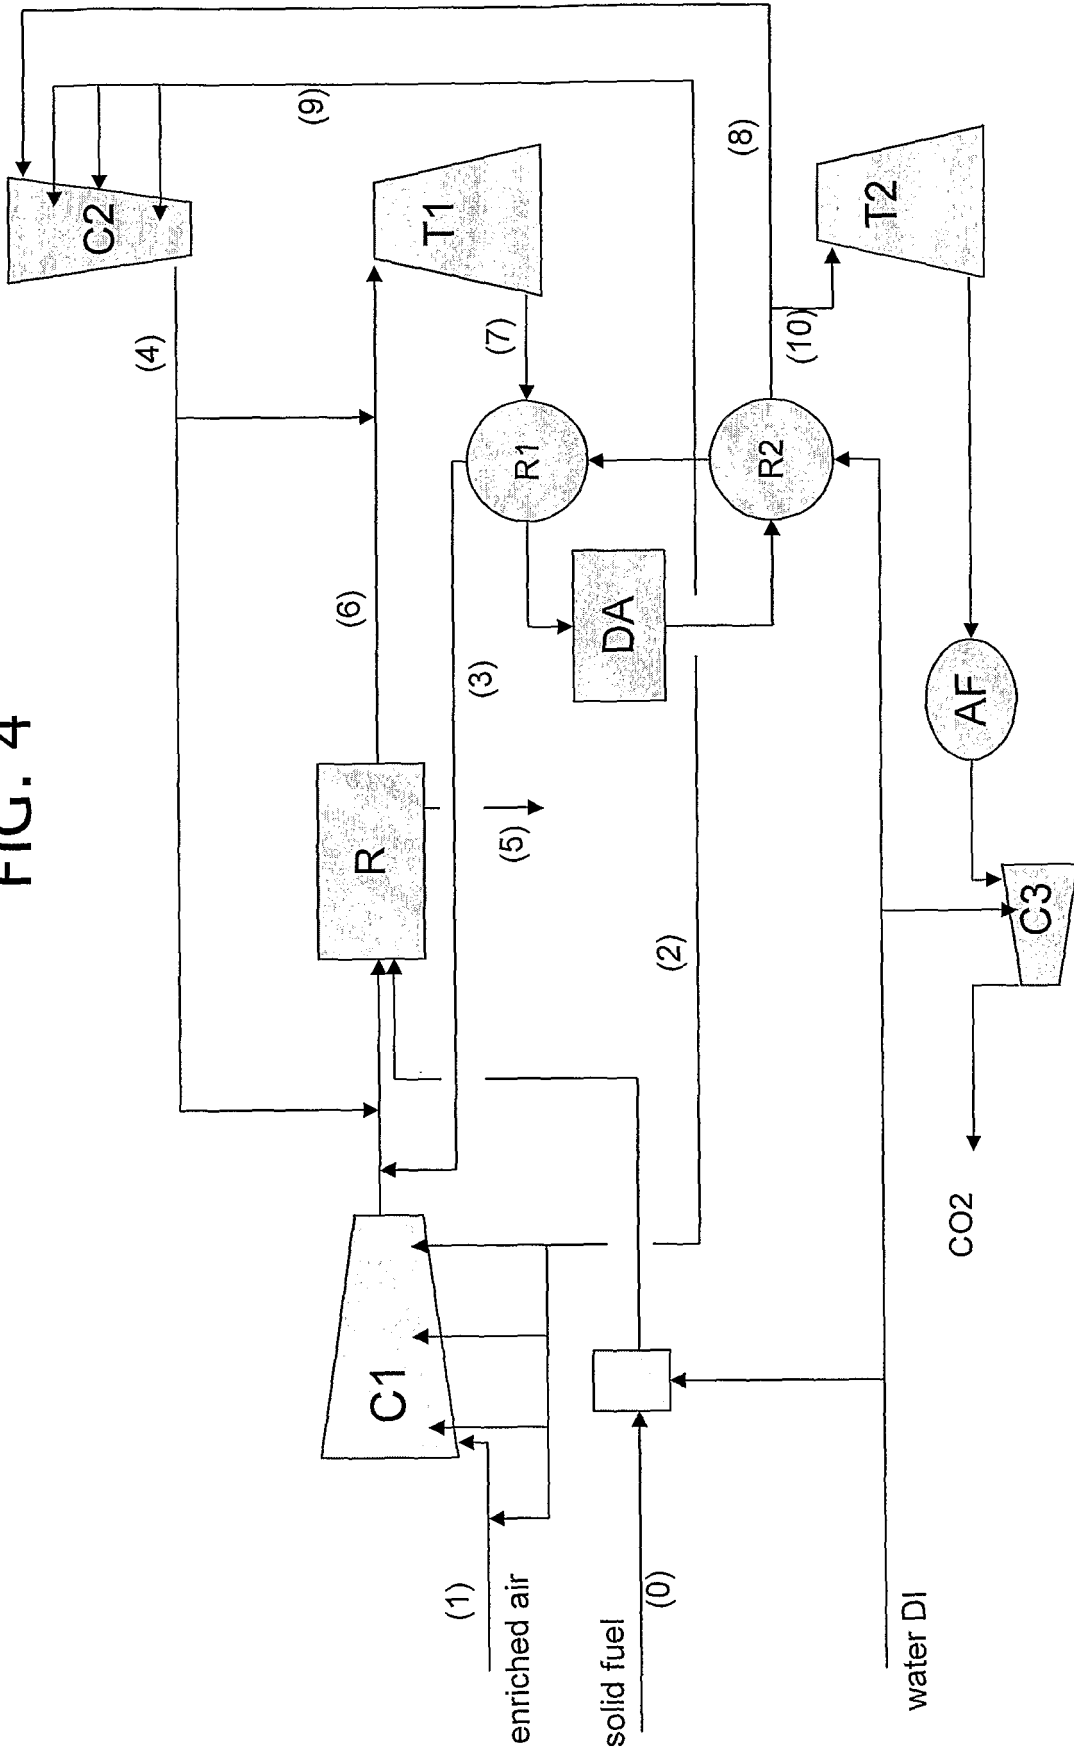 FIG. 4
C2
(9)
(4)
T1
(8)
T2
(7)
(10)
R1
R2
(6)
(3)
DA
AF
R
(5)
(2)
C3
CO2
C1
(1)
enriched air
solid fuel
(0)
water DI